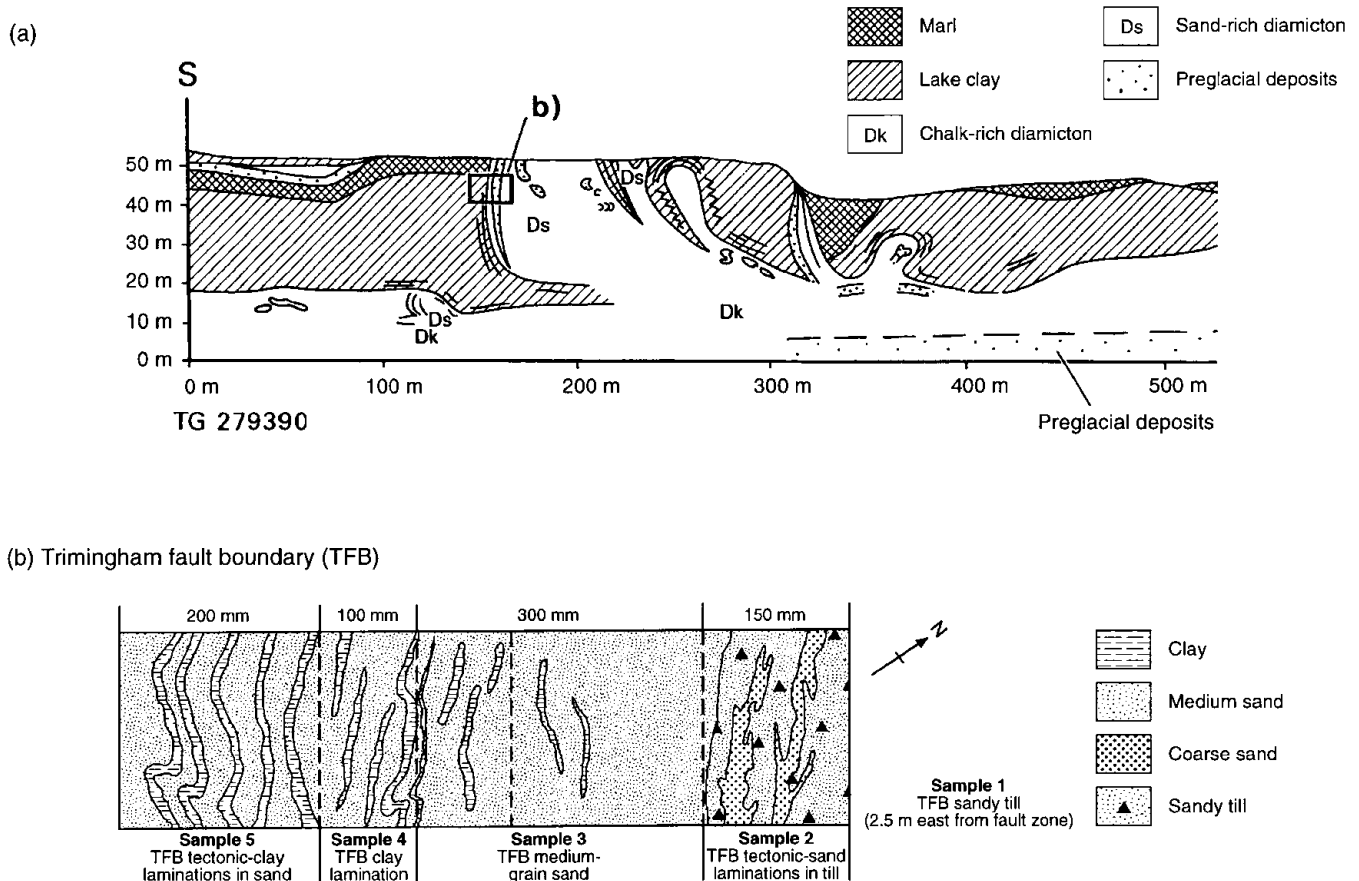 (a)
S
b)
Marl
Lake clay
Dk Chalk-rich diamicton
Ds Sand-rich diamicton
Preglacial deposits
50 m
40 m
30 m
20 m
10 m
0 m
Ds
Ds
c
Ds
Dk
Dk
0 m 100 m 200 m 300 m 400 m 500 m
TG 279390
Preglacial deposits
(b) Trimingham fault boundary (TFB)
200 mm 100 mm 300 mm 150 mm
N
Clay
Medium sand
Coarse sand
Sandy till
Sample 1
TFB sandy till
(2.5 m east from fault zone)
Sample 5
TFB tectonic-clay
laminations in sand
Sample 4
TFB clay
lamination
Sample 3
TFB medium-
grain sand
Sample 2
TFB tectonic-sand
laminations in till